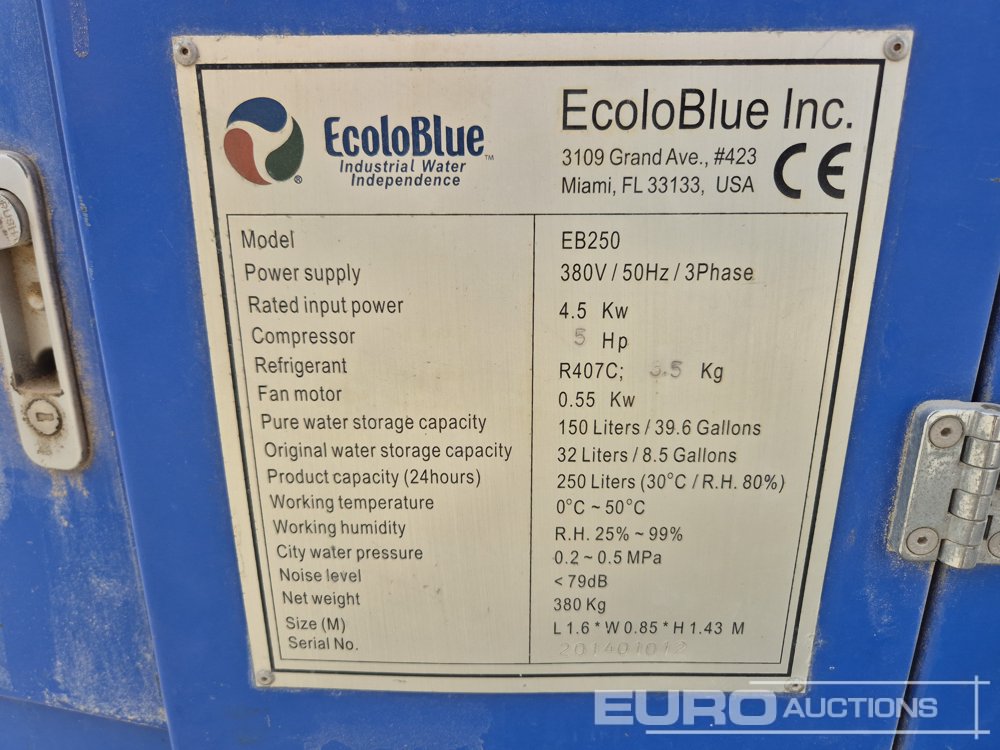 EcoloBlue™
Industrial Water
Independence
®
EcoloBlue Inc.
3109 Grand Ave., #423
Miami, FL 33133, USA
CE
Model EB250
Power supply 380V / 50Hz / 3Phase
Rated input power 4.5 Kw
Compressor 5 Hp
Refrigerant R407C; 3.5 Kg
Fan motor 0.55 Kw
Pure water storage capacity 150 Liters / 39.6 Gallons
Original water storage capacity 32 Liters / 8.5 Gallons
Product capacity (24hours) 250 Liters (30°C / R.H. 80%)
Working temperature 0°C ~ 50°C
Working humidity R.H. 25% ~ 99%
City water pressure 0.2 ~ 0.5 MPa
Noise level < 79dB
Net weight 380 Kg
Size (M) L 1.6 * W 0.85 * H 1.43 M
Serial No. 201401012
EURO AUCTIONS